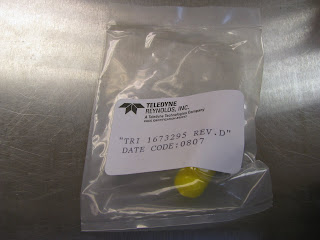 TELEDYNE
REYNOLDS, INC.
A Teledyne Technologies Company
"TRI 1673295 REV.D"
DATE CODE:0807